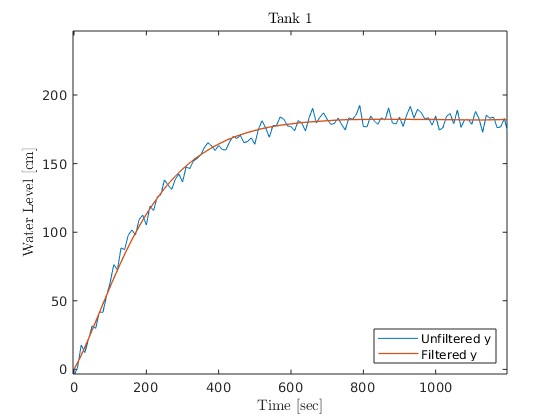 Tank 1
Water Level [cm]
200
150
100
50
0
0 200 400 600 800 1000
Time [sec]
Unfiltered y
Filtered y